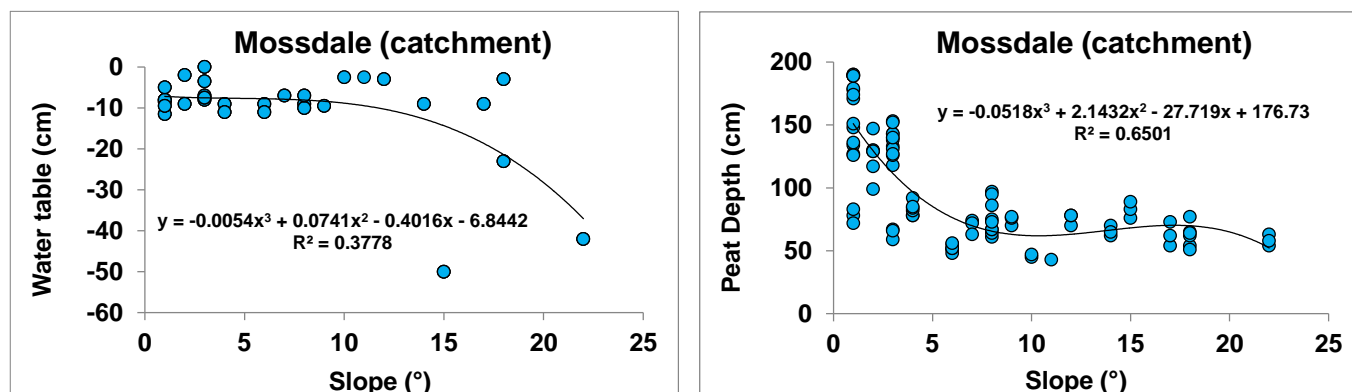 Mossdale (catchment)
0
-10
-20
-30
-40
-50
-60
Water table (cm)
y = -0.0054x³ + 0.0741x² - 0.4016x - 6.8442
R² = 0.3778
0 5 10 15 20 25
Slope (°)
Mossdale (catchment)
200
150
100
50
0
Peat Depth (cm)
y = -0.0518x³ + 2.1432x² - 27.719x + 176.73
R² = 0.6501
0 5 10 15 20 25
Slope (°)